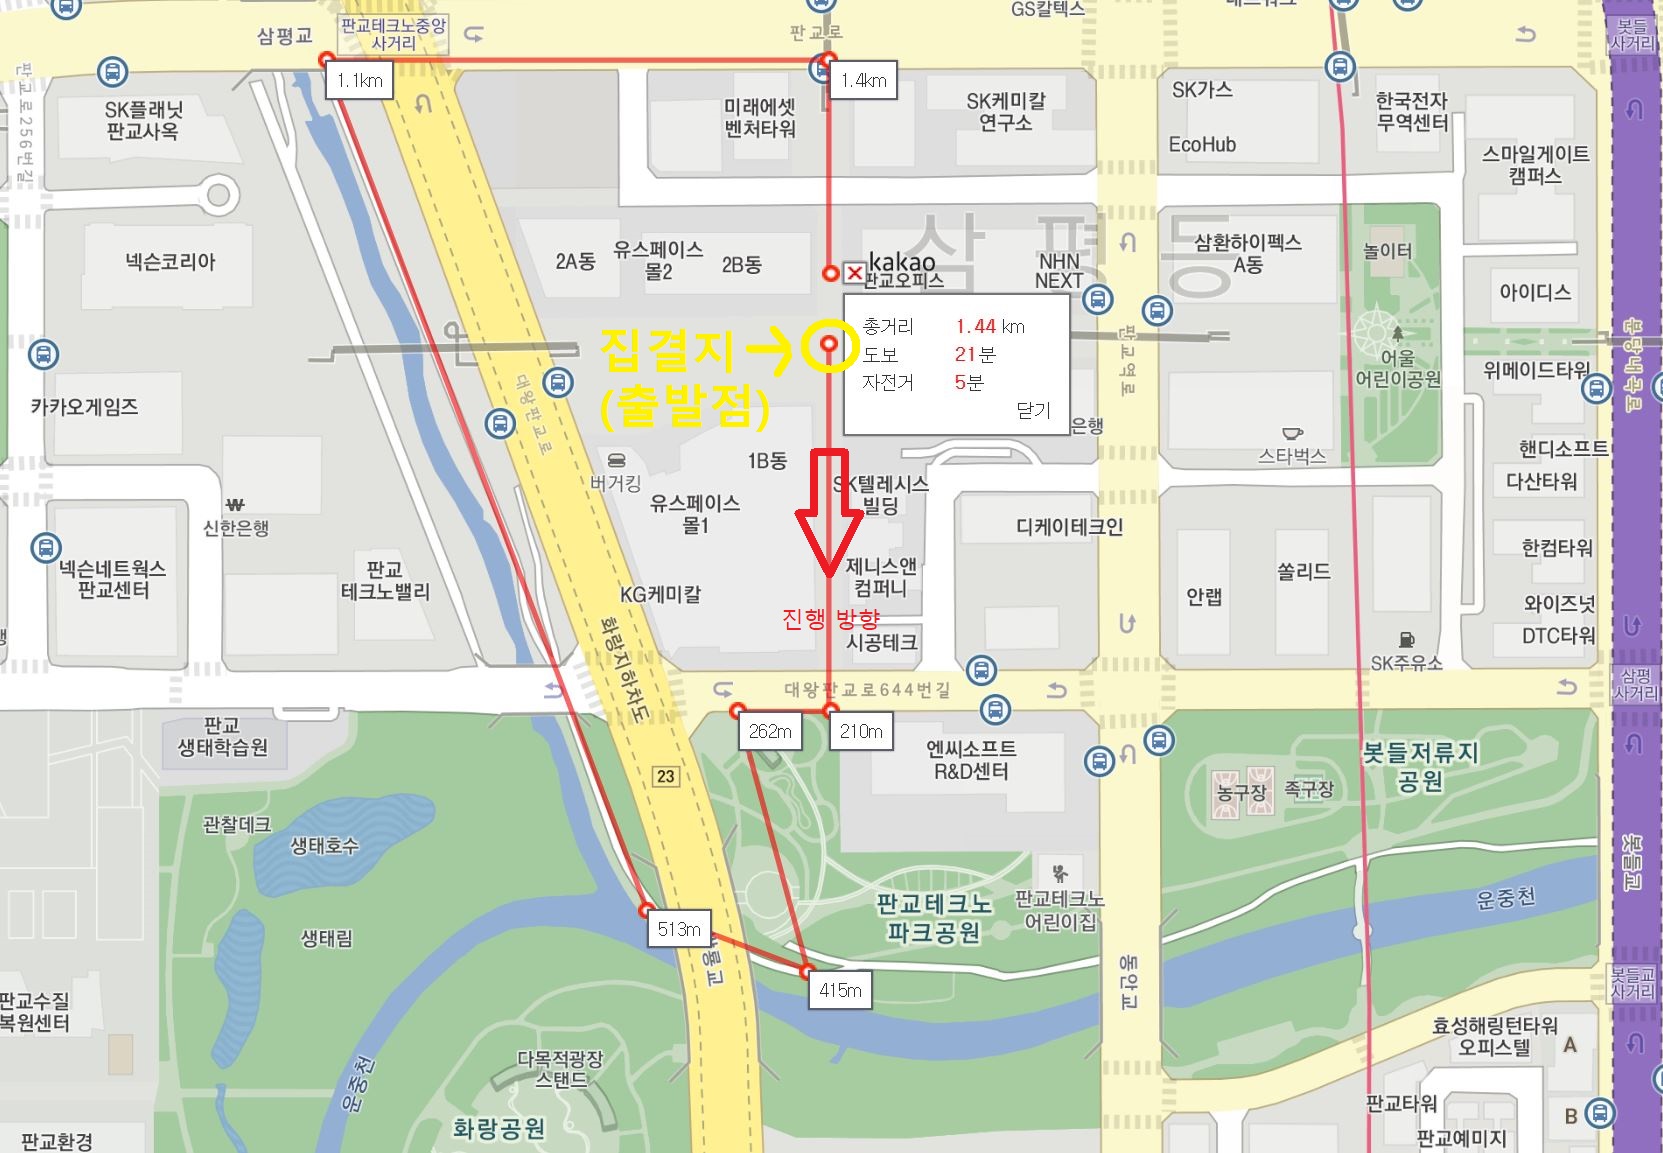 GS칼텍스
삼평교
판교테크노중앙
사거리
판교로
봇들
사거리
판교로256번길
SK플래닛
판교사옥
1.1km
1.4km
미래에셋
벤처타워
SK케미칼
연구소
SK가스
EcoHub
한국전자
무역센터
스마일게이트
캠퍼스
넥슨코리아
2A동
유스페이스
몰2
2B동
삼평동
kakao
판교오피스
NHN
NEXT
삼환하이펙스
A동
놀이터
아이디스
집결지
(출발점)
총거리 1.44 km
도보 21분
자전거 5분
닫기
은행
판교역로
어울
어린이공원
위메이드타워
분당내곡로
카카오게임즈
대왕판교로
버거킹
1B동
유스페이스
몰1
SK텔레시스
빌딩
스타벅스
핸디소프트
다산타워
신한은행
디케이테크인
한컴타워
넥슨네트웍스
판교센터
판교
테크노밸리
KG케미칼
제니스앤
컴퍼니
안랩
쏠리드
와이즈넛
DTC타워
진행 방향
시공테크
SK주유소
화랑지하차도
대왕판교로644번길
삼평
사거리
262m
210m
판교
생태학습원
엔씨소프트
R&D센터
봇들저류지
공원
23
농구장
족구장
관찰데크
생태호수
봇들교
판교테크노
파크공원
판교테크노
어린이집
운중천
513m
생태림
415m
동안교
봇들교
사거리
판교수질
복원센터
효성해링턴타워
오피스텔
A
다목적광장
스탠드
운중천
화랑공원
판교타워
B
판교환경
판교예미지